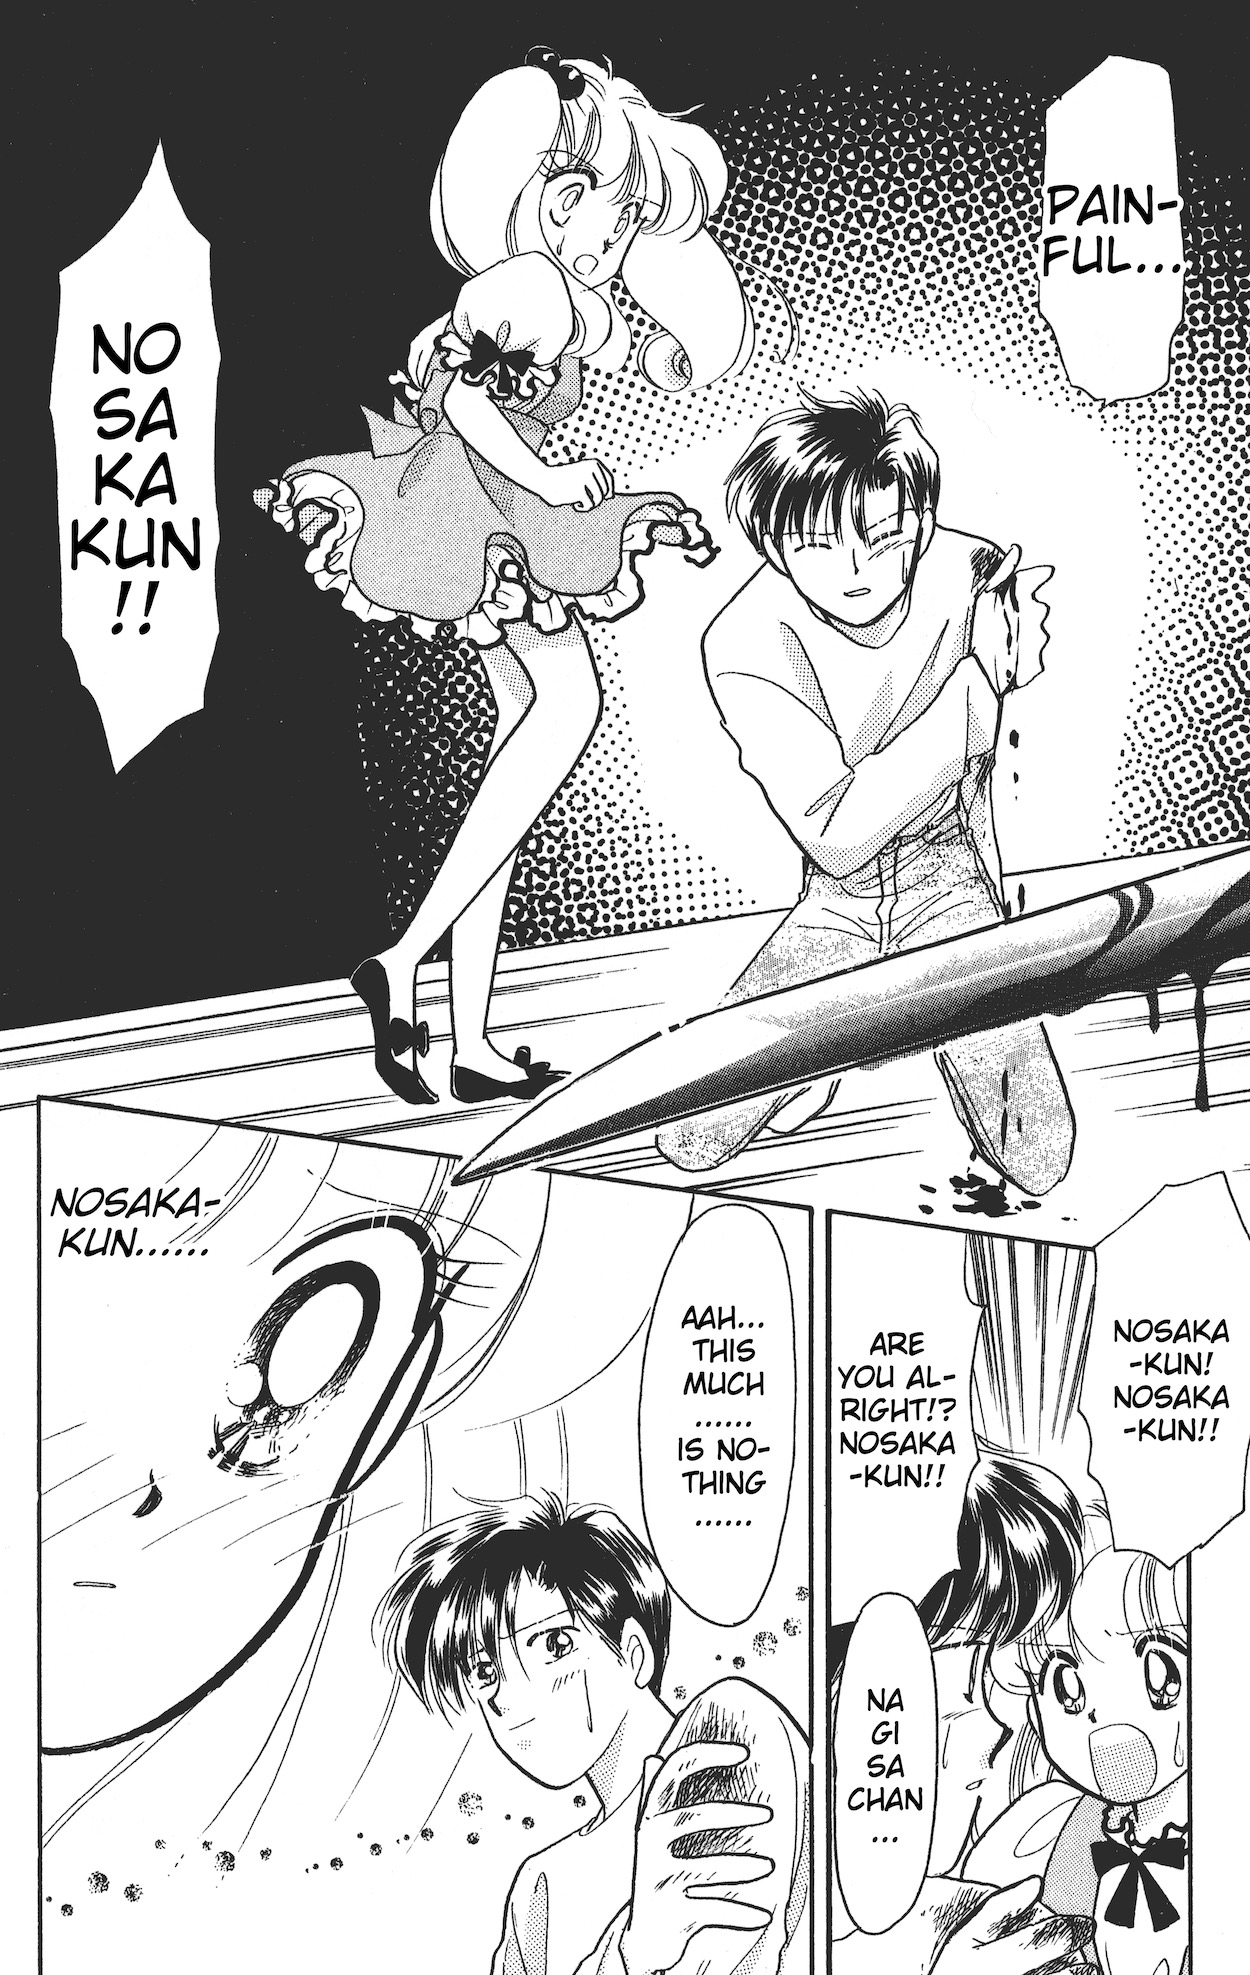 PAIN-
FUL...
NO
SA
KA
KUN
!!
NOSAKA
-KUN!
NOSAKA
-KUN!!
ARE
YOU AL-
RIGHT!?
NOSAKA
-KUN!!
NA
GI
SA
CHAN
...
AAH...
THIS
MUCH
......
IS NO-
THING
......
NOSAKA-
KUN......